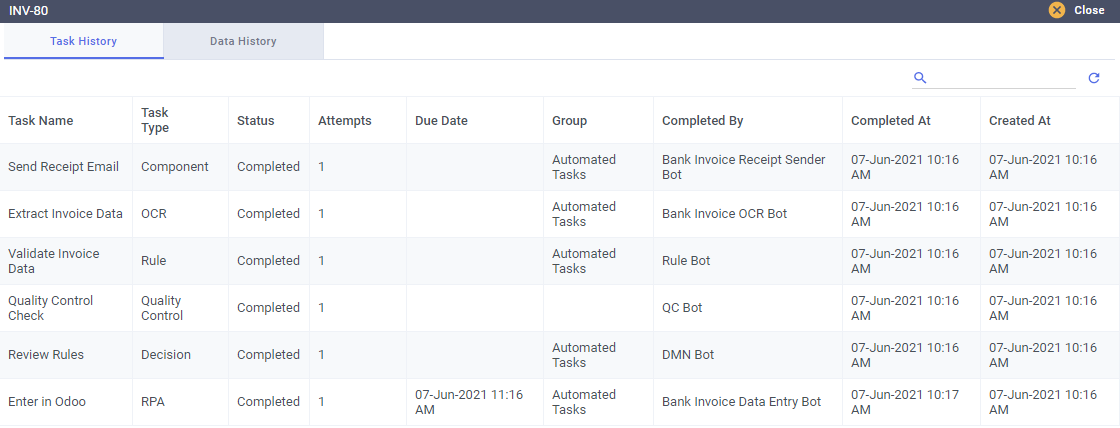 INV-80
Close
Task History
Data History
Task Name
Task
Type
Status
Attempts
Due Date
Group
Completed By
Completed At
Created At
Send Receipt Email
Component
Completed
1
Automated
Tasks
Bank Invoice Receipt Sender
Bot
07-Jun-2021 10:16
AM
07-Jun-2021 10:16
AM
Extract Invoice Data
OCR
Completed
1
Automated
Tasks
Bank Invoice OCR Bot
07-Jun-2021 10:16
AM
07-Jun-2021 10:16
AM
Validate Invoice
Data
Rule
Completed
1
Automated
Tasks
Rule Bot
07-Jun-2021 10:16
AM
07-Jun-2021 10:16
AM
Quality Control
Check
Quality
Control
Completed
1
QC Bot
07-Jun-2021 10:16
AM
07-Jun-2021 10:16
AM
Review Rules
Decision
Completed
1
Automated
Tasks
DMN Bot
07-Jun-2021 10:16
AM
07-Jun-2021 10:16
AM
Enter in Odoo
RPA
Completed
1
07-Jun-2021 11:16
AM
Automated
Tasks
Bank Invoice Data Entry Bot
07-Jun-2021 10:17
AM
07-Jun-2021 10:16
AM